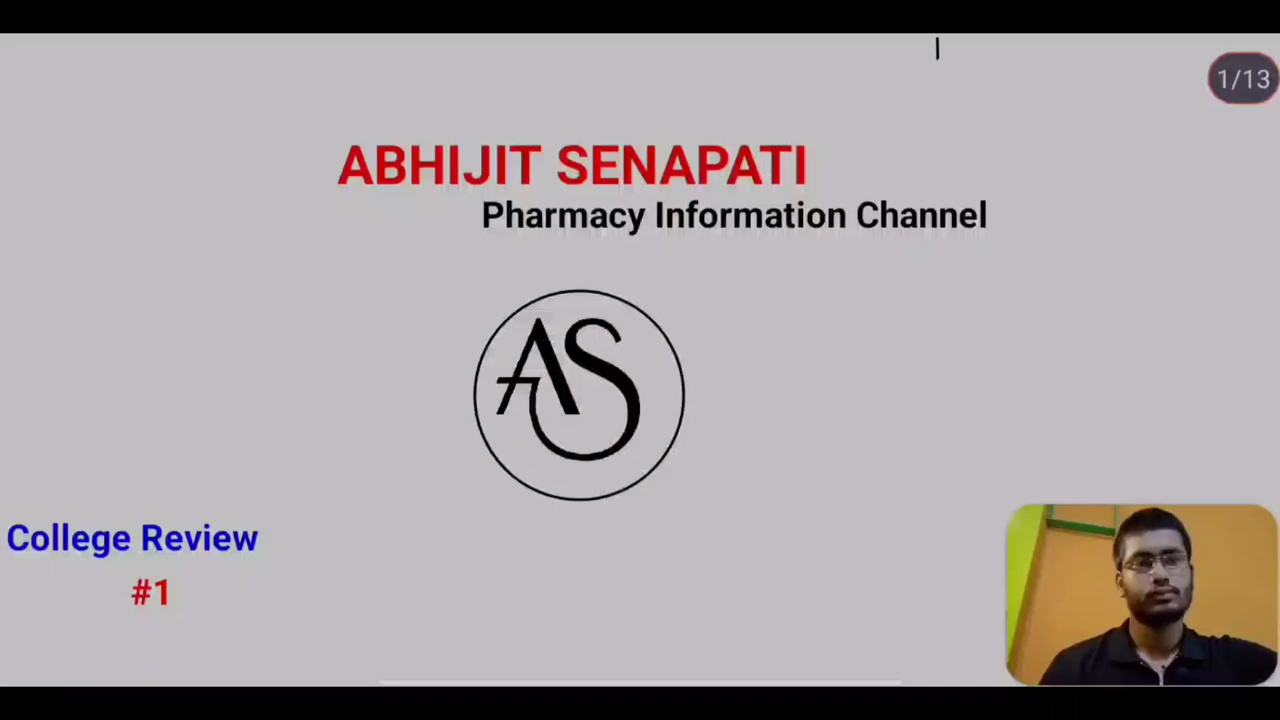 1/13
ABHIJIT SENAPATI
Pharmacy Information Channel
AS
College Review
#1